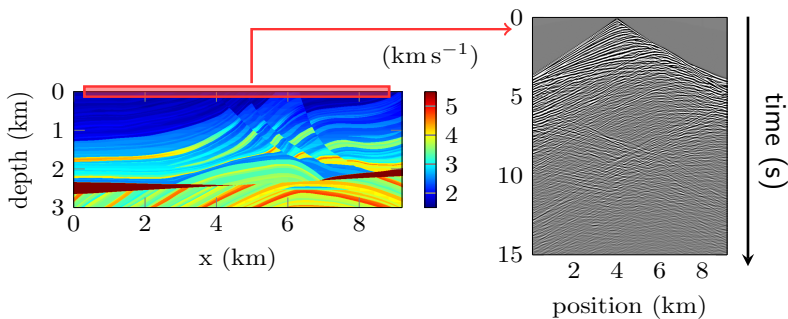 (km s⁻¹)
0
1
2
3
depth (km)
0 2 4 6 8
x (km)
5
4
3
2
0
5
10
15
2 4 6 8
position (km)
time (s)